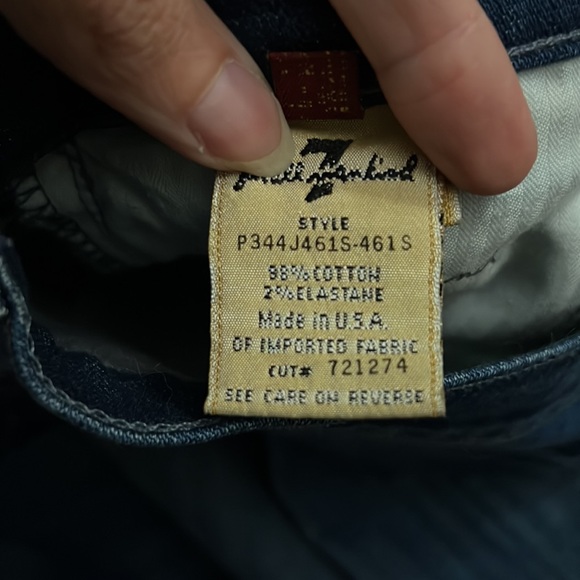 7
for all mankind
STYLE
P344J461S-461S
98% COTTON
2% ELASTANE
Made in U.S.A.
OF IMPORTED FABRIC
CUT# 721274
SEE CARE ON REVERSE